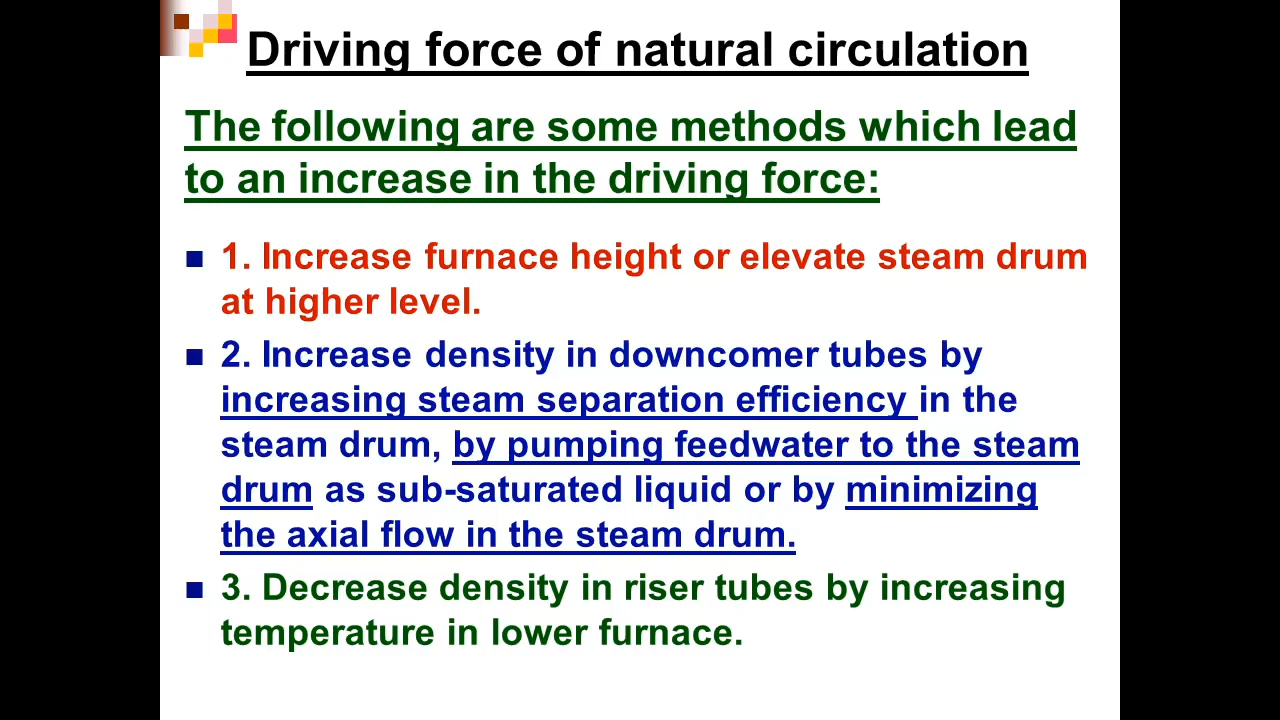 Driving force of natural circulation
The following are some methods which lead
to an increase in the driving force:
1. Increase furnace height or elevate steam drum
at higher level.
2. Increase density in downcomer tubes by
increasing steam separation efficiency in the
steam drum, by pumping feedwater to the steam
drum as sub-saturated liquid or by minimizing
the axial flow in the steam drum.
3. Decrease density in riser tubes by increasing
temperature in lower furnace.